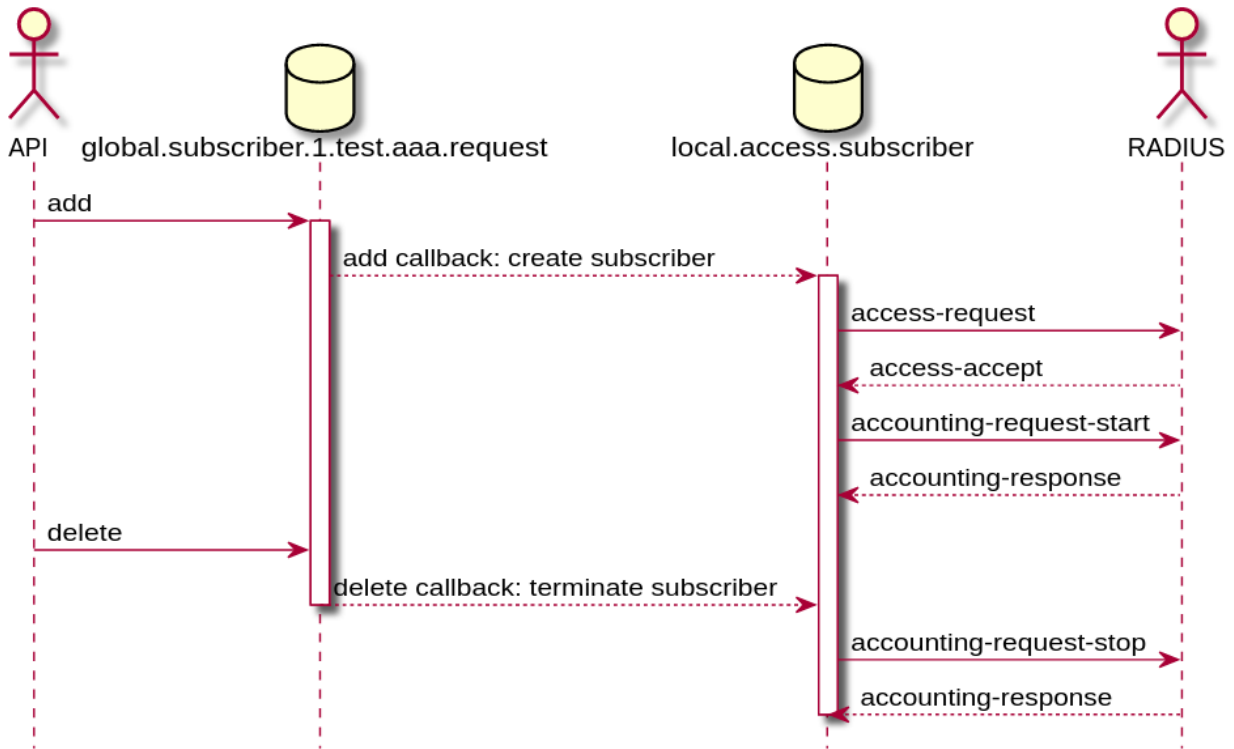 API
global.subscriber.1.test.aaa.request
local.access.subscriber
RADIUS
add
add callback: create subscriber
access-request
access-accept
accounting-request-start
accounting-response
delete
delete callback: terminate subscriber
accounting-request-stop
accounting-response